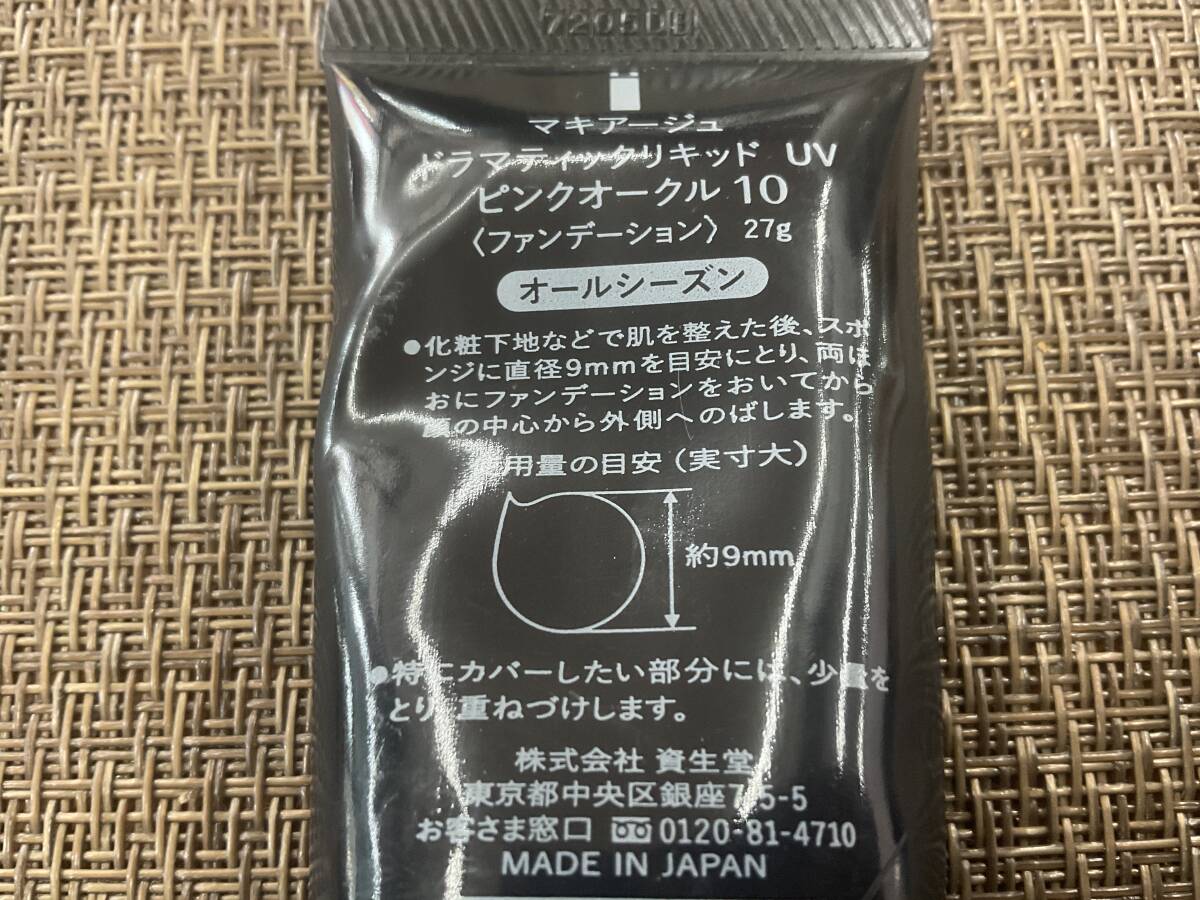 マキアージュ
ドラマティックリキッド UV
ピンクオークル 10
〈ファンデーション〉 27g
オールシーズン
●化粧下地などで肌を整えた後、スポ
ンジに直径9mmを目安にとり、両ほ
おにファンデーションをおいてから
顔の中心から外側へのばします。
使用量の目安(実寸大)
約9mm
●特にカバーしたい部分には、少量を
とり、重ねづけします。
株式会社 資生堂
東京都中央区銀座7-5-5
お客さま窓口 0120-81-4710
MADE IN JAPAN